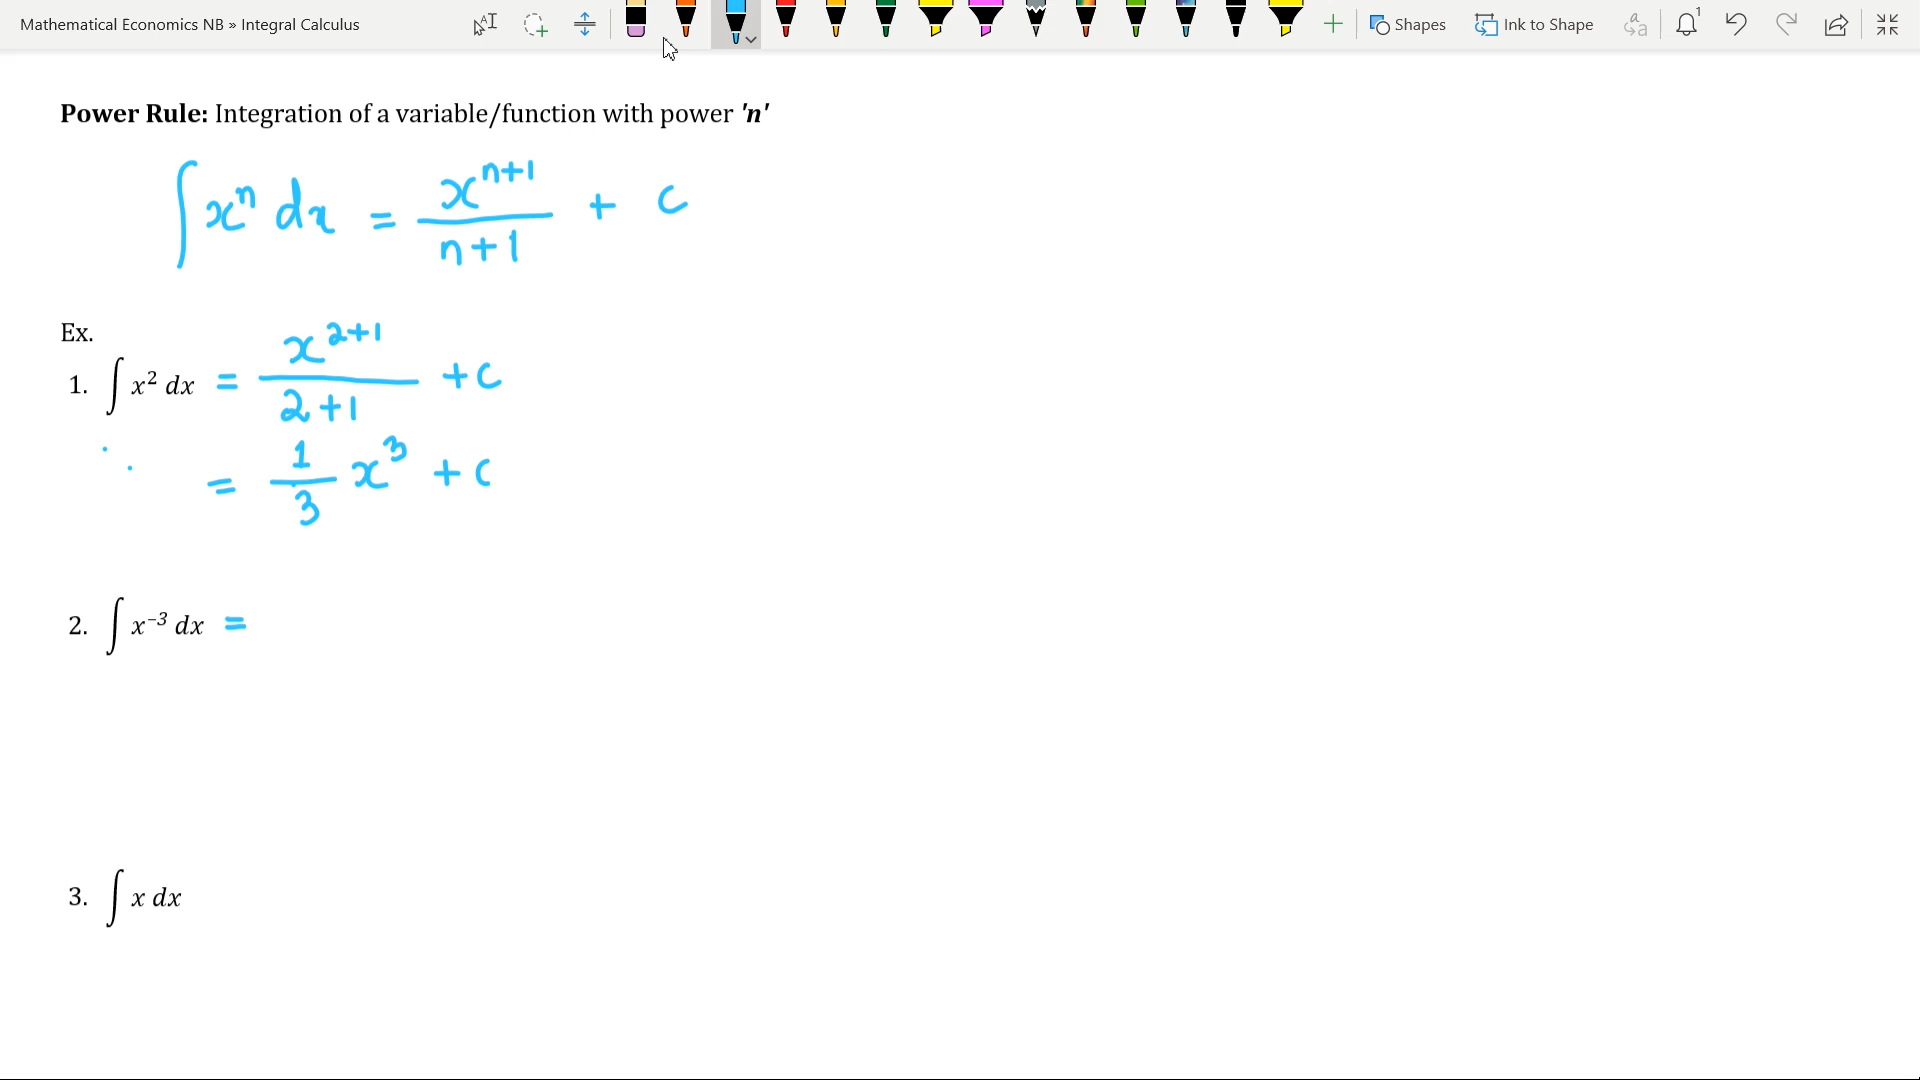 Mathematical Economics NB » Integral Calculus
Shapes
Ink to Shape
1
Power Rule: Integration of a variable/function with power 'n'
∫ xⁿ dx = xⁿ⁺¹ / n+1 + c
Ex.
1. ∫ x² dx = x²⁺¹ / 2+1 + c
= 1/3 x³ + c
2. ∫ x⁻³ dx =
3. ∫ x dx